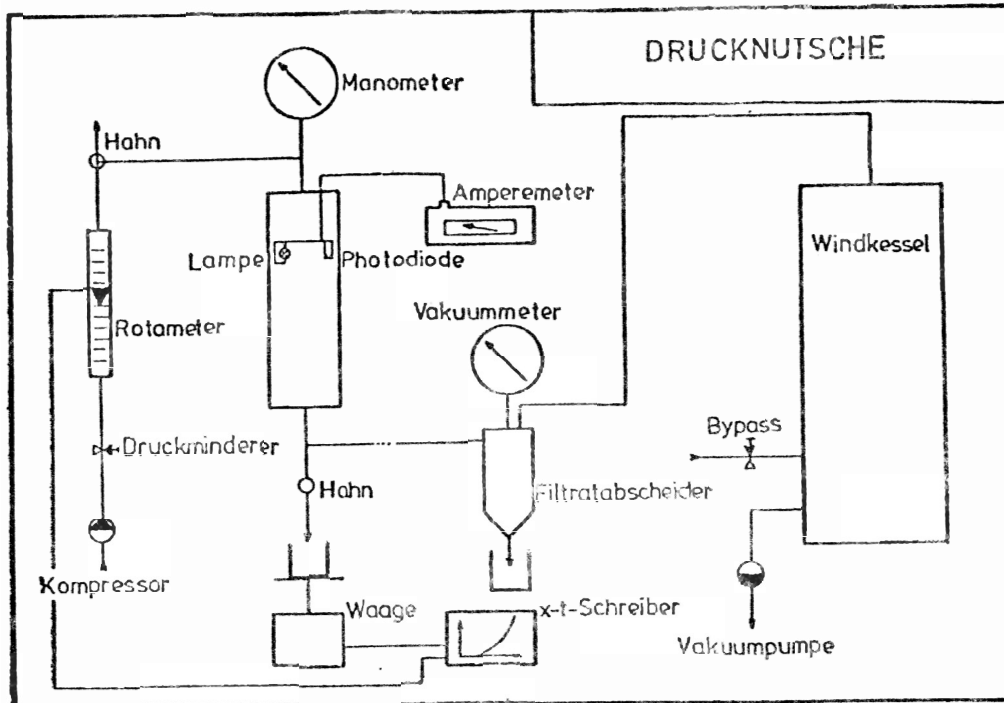 DRUCKNUTSCHE
Manometer
Hahn
Amperemeter
Windkessel
Lampe
Photodiode
Vakuummeter
Rotameter
Bypass
Druckminderer
Hahn
Filtratabscheider
Kompressor
Waage
x-t-Schreiber
Vakuumpumpe